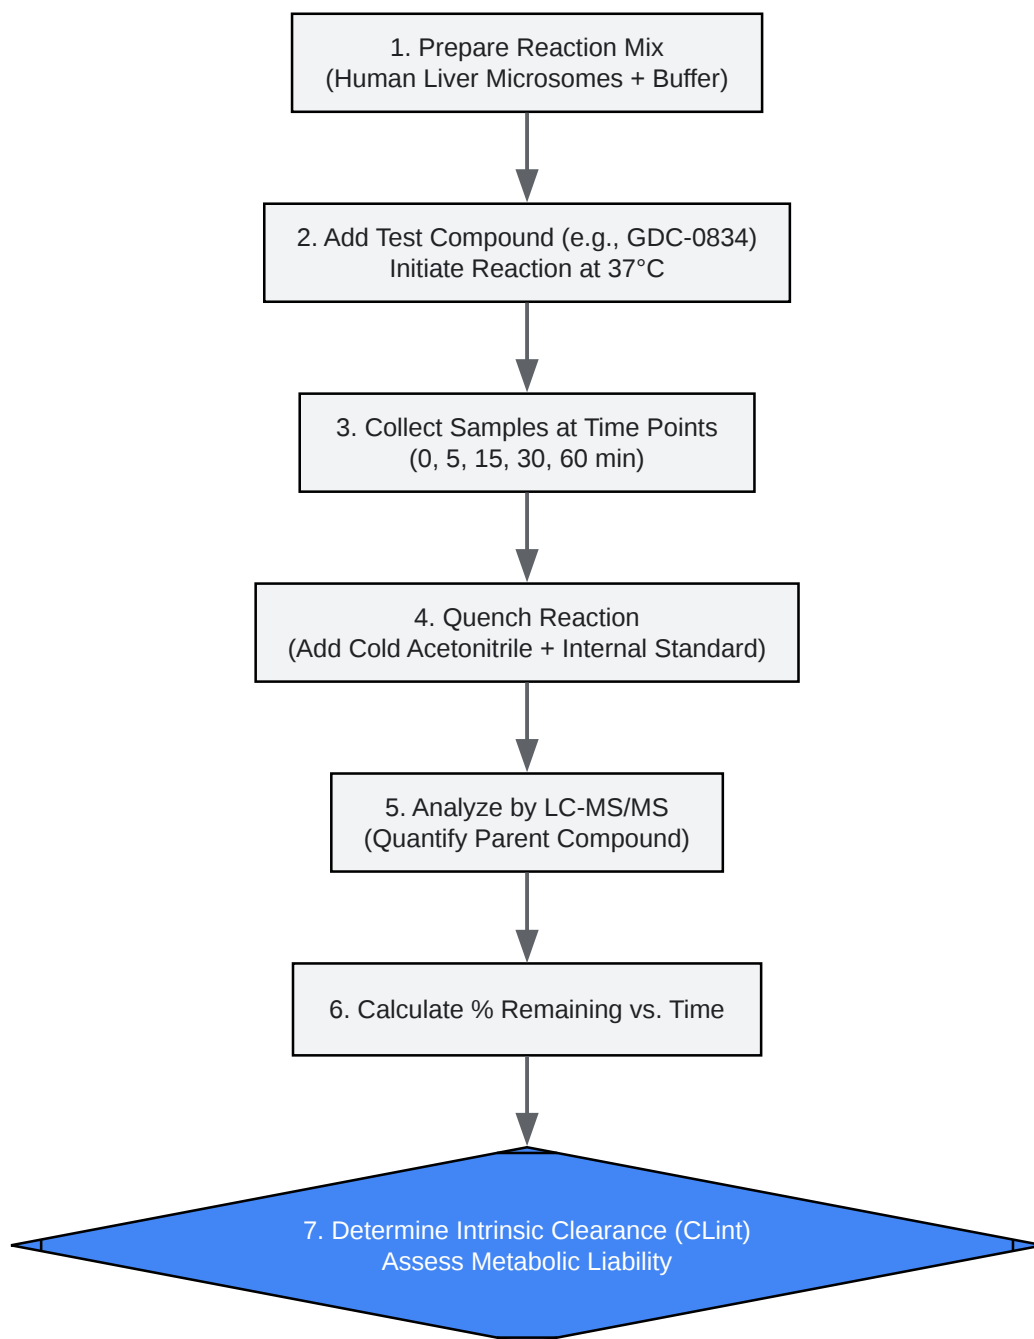 1. Prepare Reaction Mix
(Human Liver Microsomes + Buffer)
2. Add Test Compound (e.g., GDC-0834)
Initiate Reaction at 37°C
3. Collect Samples at Time Points
(0, 5, 15, 30, 60 min)
4. Quench Reaction
(Add Cold Acetonitrile + Internal Standard)
5. Analyze by LC-MS/MS
(Quantify Parent Compound)
6. Calculate % Remaining vs. Time
7. Determine Intrinsic Clearance (CLint)
Assess Metabolic Liability